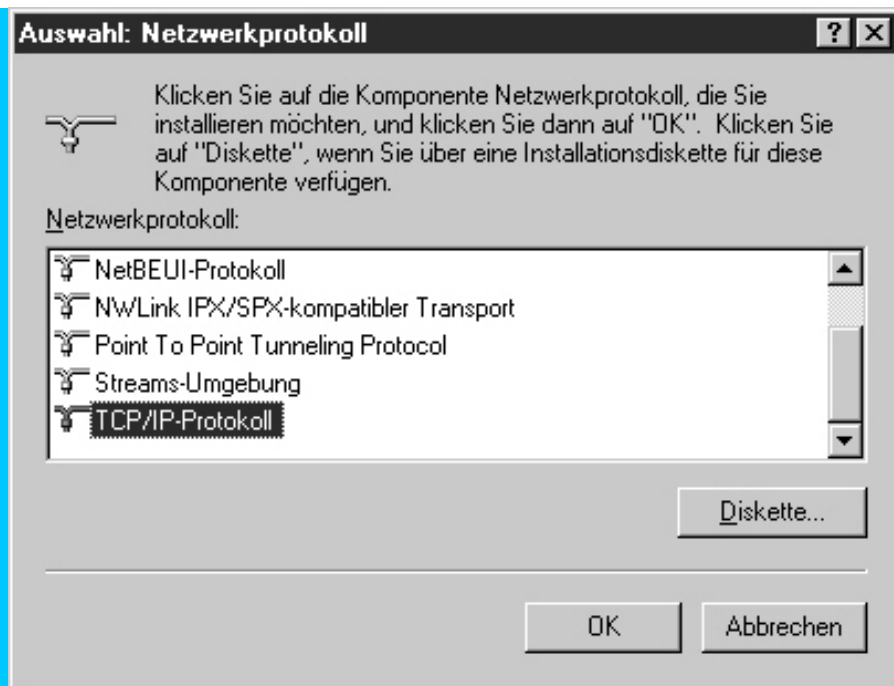 Auswahl: Netzwerkprotokoll
Klicken Sie auf die Komponente Netzwerkprotokoll, die Sie
installieren möchten, und klicken Sie dann auf "OK". Klicken Sie
auf "Diskette", wenn Sie über eine Installationsdiskette für diese
Komponente verfügen.
Netzwerkprotokoll:
NetBEUI-Protokoll
NWLink IPX/SPX-kompatibler Transport
Point To Point Tunneling Protocol
Streams-Umgebung
TCP/IP-Protokoll
Diskette...
OK
Abbrechen